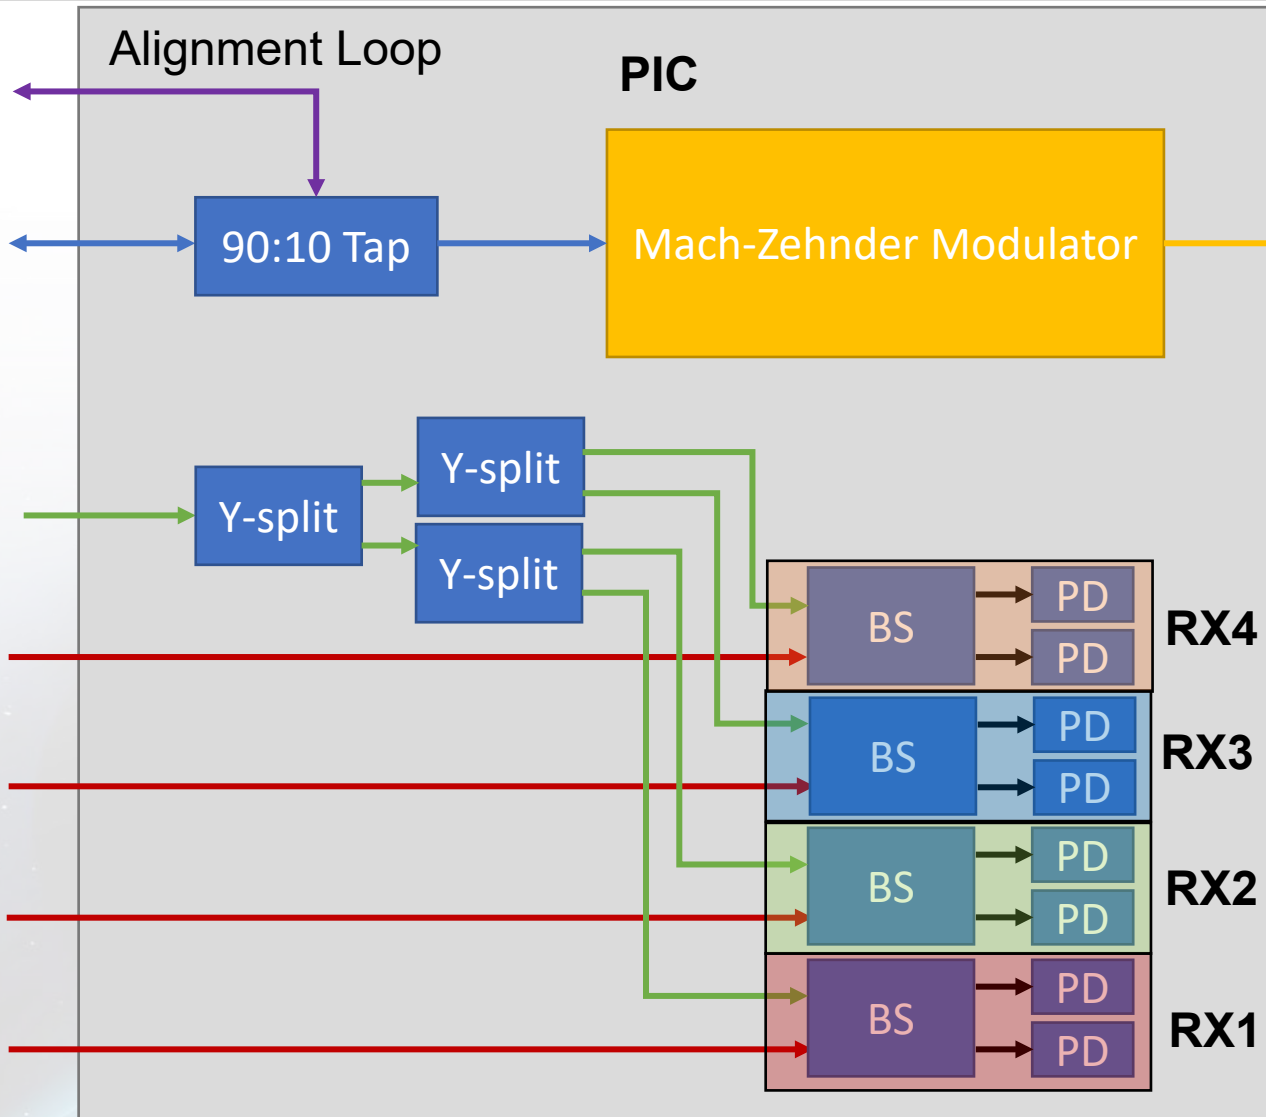 Alignment Loop
PIC
90:10 Tap
Mach-Zehnder Modulator
Y-split
Y-split
Y-split
BS
PD
PD
RX4
BS
PD
PD
RX3
BS
PD
PD
RX2
BS
PD
PD
RX1